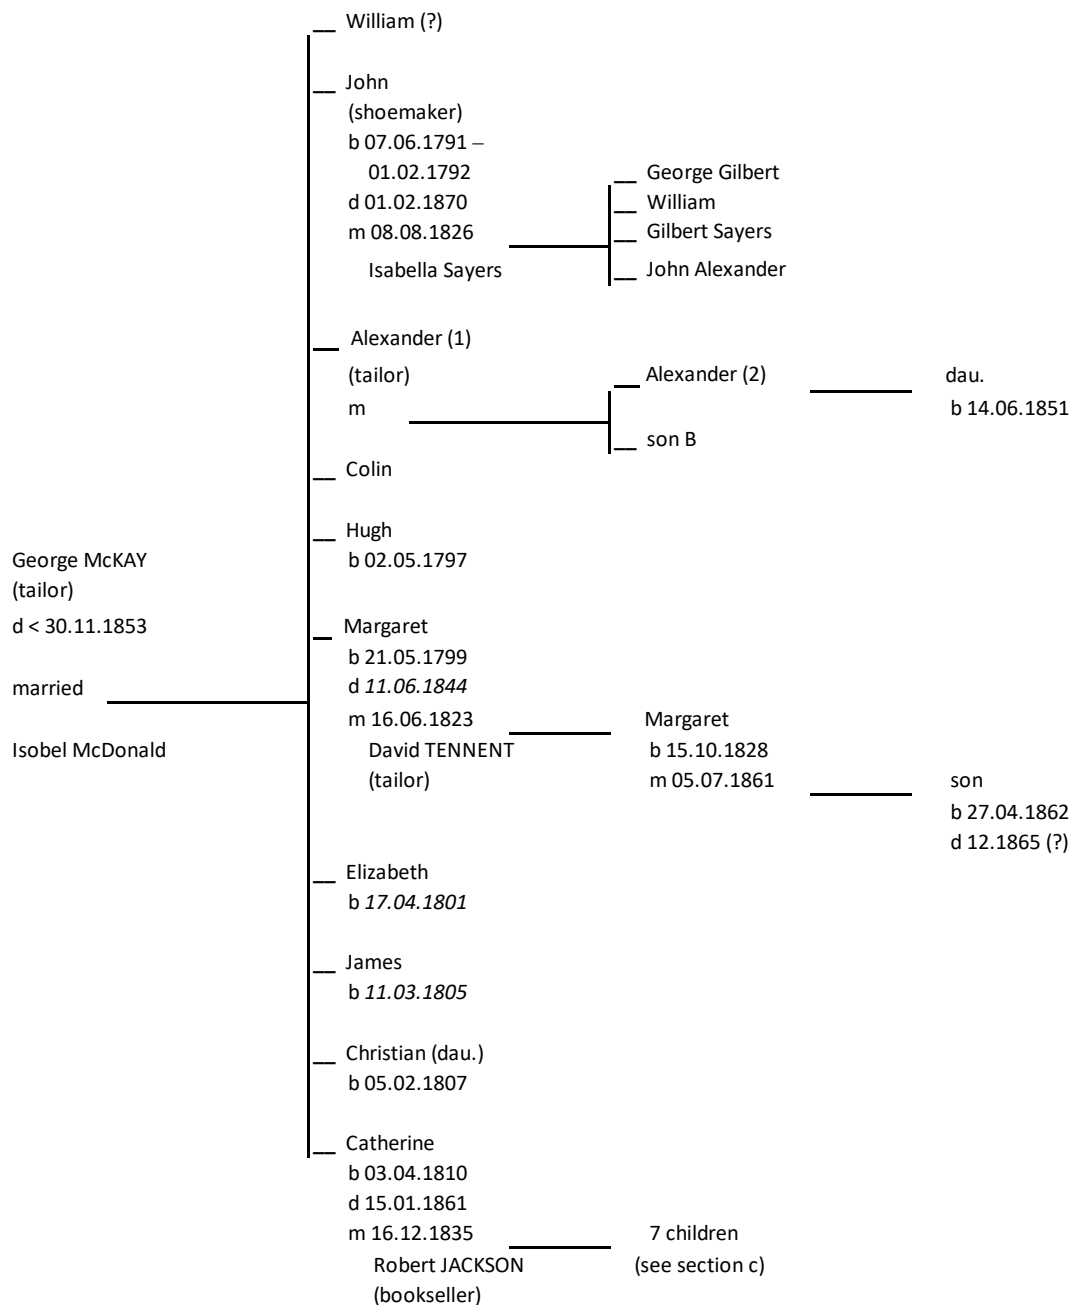 William (?)
John
(shoemaker)
b 07.06.1791 –
01.02.1792
d 01.02.1870
m 08.08.1826
Isabella Sayers
George Gilbert
William
Gilbert Sayers
John Alexander
Alexander (1)
(tailor)
m
Alexander (2)
son B
dau.
b 14.06.1851
Colin
Hugh
b 02.05.1797
George McKAY
(tailor)
d < 30.11.1853
married
Isobel McDonald
Margaret
b 21.05.1799
d 11.06.1844
m 16.06.1823
David TENNENT
(tailor)
Margaret
b 15.10.1828
m 05.07.1861
son
b 27.04.1862
d 12.1865 (?)
Elizabeth
b 17.04.1801
James
b 11.03.1805
Christian (dau.)
b 05.02.1807
Catherine
b 03.04.1810
d 15.01.1861
m 16.12.1835
Robert JACKSON
(bookseller)
7 children
(see section c)